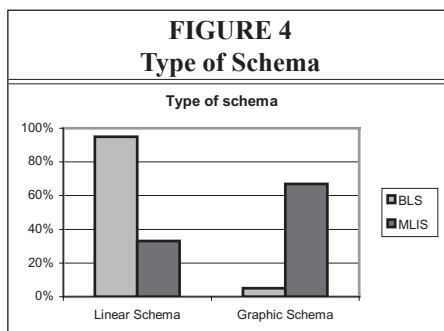 FIGURE 4
Type of Schema
Type of schema
100%
80%
60%
40%
20%
0%
Linear Schema
Graphic Schema
BLS
MLIS